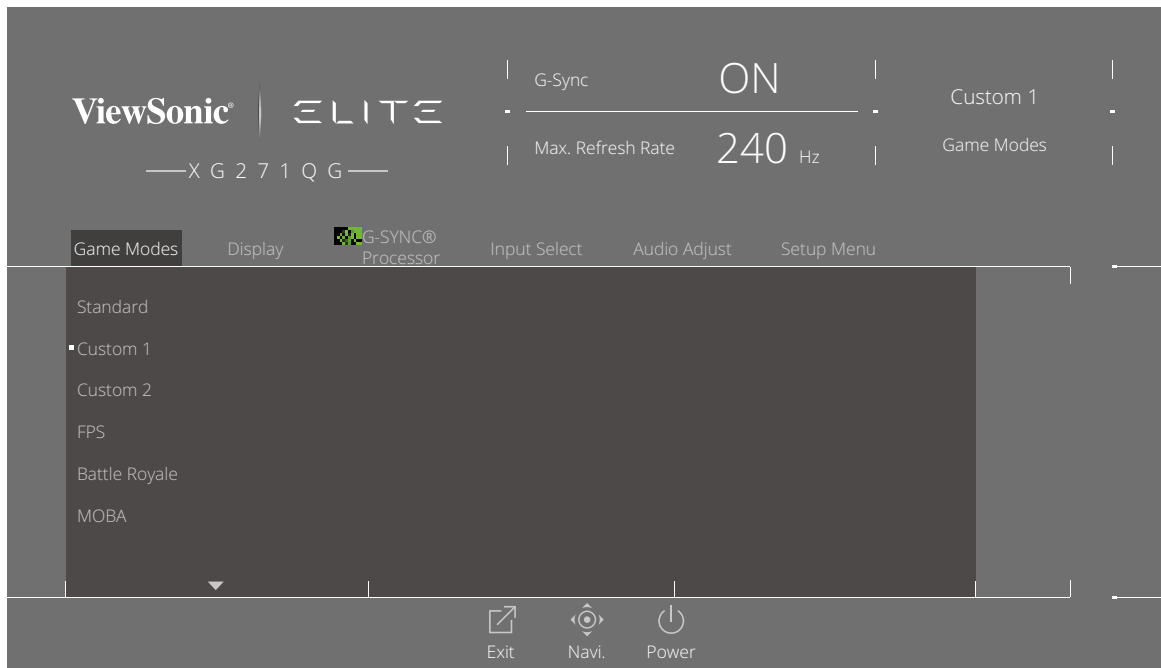 ViewSonic®
ELITE
XG271QG
G-Sync ON
Max. Refresh Rate 240 Hz
Custom 1
Game Modes
Game Modes
Display
G-SYNC®
Processor
Input Select
Audio Adjust
Setup Menu
Standard
Custom 1
Custom 2
FPS
Battle Royale
MOBA
Exit
Navi.
Power